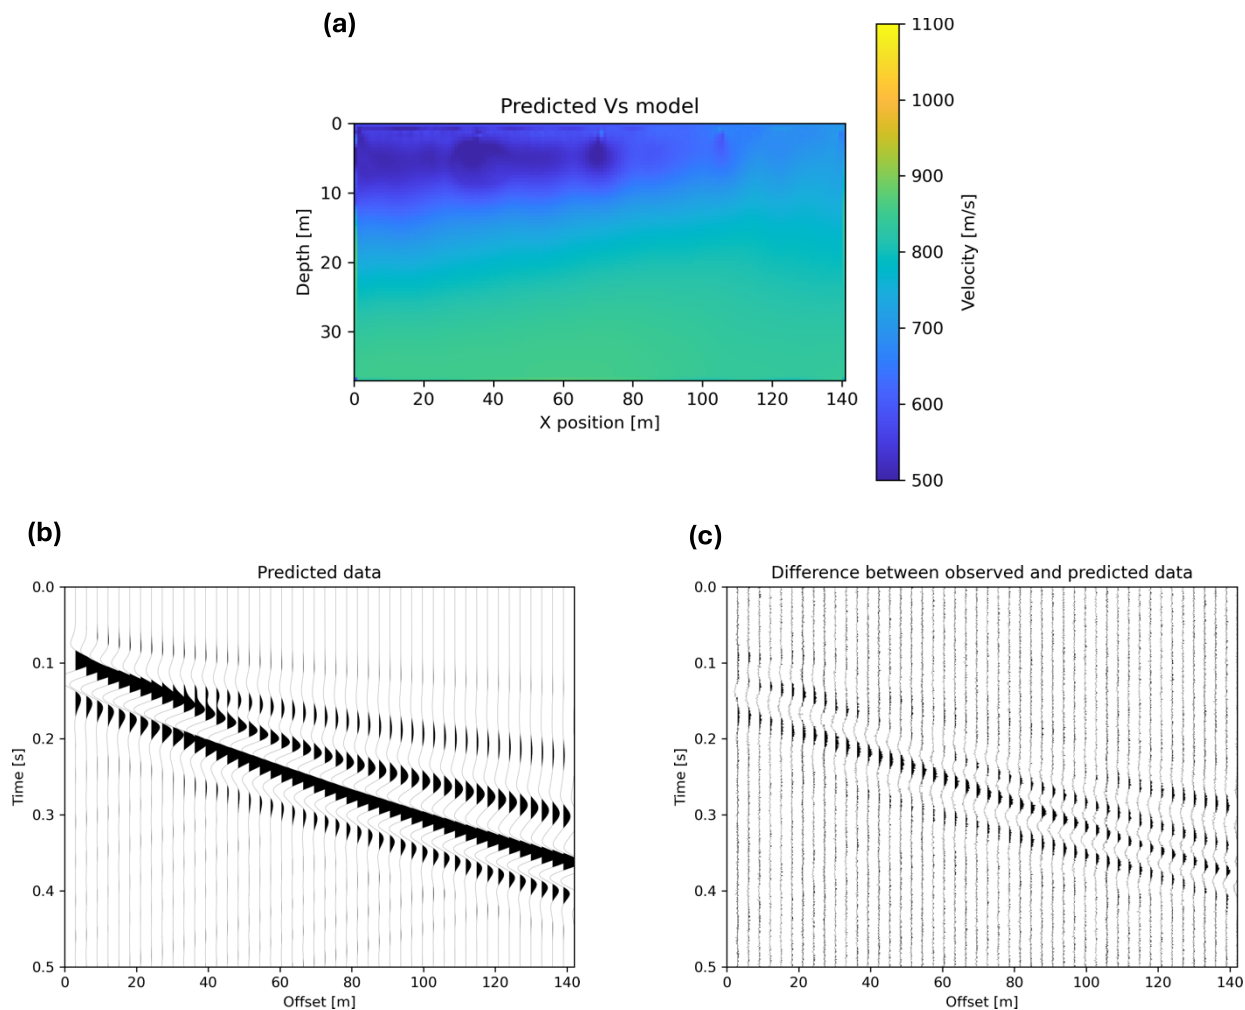 (a)
Predicted Vs model
0
10
20
30
Depth [m]
0 20 40 60 80 100 120 140
X position [m]
1100
1000
900
800
700
600
500
Velocity [m/s]
(b)
Predicted data
0.0
0.1
0.2
0.3
0.4
0.5
Time [s]
0 20 40 60 80 100 120 140
Offset [m]
(c)
Difference between observed and predicted data
0.0
0.1
0.2
0.3
0.4
0.5
Time [s]
0 20 40 60 80 100 120 140
Offset [m]